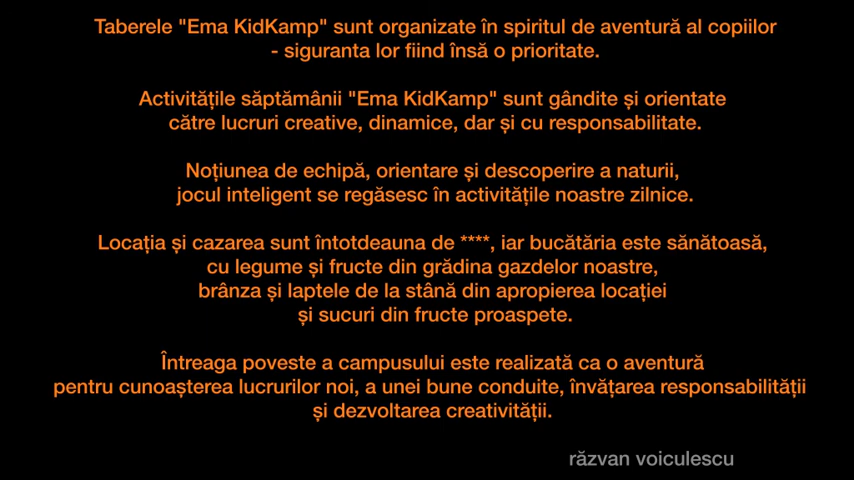 Taberele "Ema KidKamp" sunt organizate în spiritul de aventură al copiilor
- siguranta lor fiind însă o prioritate.
Activitățile săptămânii "Ema KidKamp" sunt gândite și orientate
către lucruri creative, dinamice, dar și cu responsabilitate.
Noțiunea de echipă, orientare și descoperire a naturii,
jocul inteligent se regăsesc în activitățile noastre zilnice.
Locația și cazarea sunt întotdeauna de ****, iar bucătăria este sănătoasă,
cu legume și fructe din grădina gazdelor noastre,
brânza și laptele de la stână din apropierea locației
și sucuri din fructe proaspete.
Întreaga poveste a campusului este realizată ca o aventură
pentru cunoașterea lucrurilor noi, a unei bune conduite, învățarea responsabilității
și dezvoltarea creativității.
răzvan voiculescu